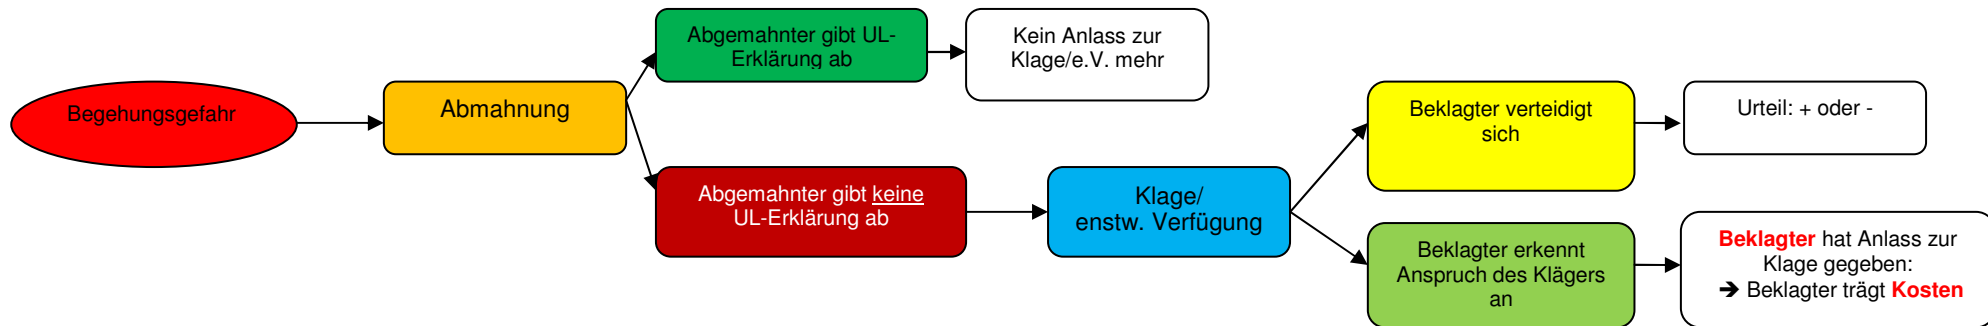 Begehungsgefahr
Abmahnung
Abgemahnter gibt UL-
Erklärung ab
Kein Anlass zur
Klage/e.V. mehr
Abgemahnter gibt keine
UL-Erklärung ab
Klage/
enstw. Verfügung
Beklagter verteidigt
sich
Urteil: + oder -
Beklagter erkennt
Anspruch des Klägers
an
Beklagter hat Anlass zur
Klage gegeben:
➔ Beklagter trägt Kosten